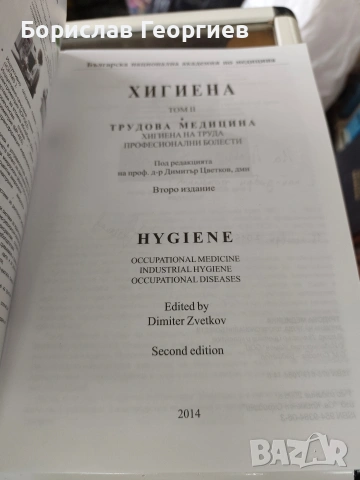 Борислав Георгиев
Българска национална академия по медицина
ХИГИЕНА
ТОМ II
ТРУДОВА МЕДИЦИНА
ХИГИЕНА НА ТРУДА
ПРОФЕСИОНАЛНИ БОЛЕСТИ
Под редакцията
на проф. д-р Димитър Цветков, дмн
Второ издание
HYGIENE
OCCUPATIONAL MEDICINE
INDUSTRIAL HYGIENE
OCCUPATIONAL DISEASES
Edited by
Dimiter Zvetkov
Second edition
2014
BAZAR
bg